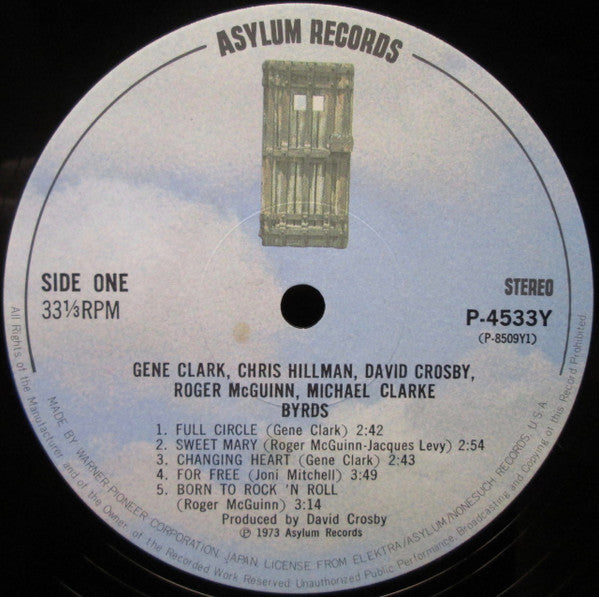 ASYLUM RECORDS
SIDE ONE
33⅓RPM
STEREO
P-4533Y
(P-8509Y1)
GENE CLARK, CHRIS HILLMAN, DAVID CROSBY,
ROGER McGUINN, MICHAEL CLARKE
BYRDS
1. FULL CIRCLE (Gene Clark) 2:42
2. SWEET MARY (Roger McGuinn-Jacques Levy) 2:54
3. CHANGING HEART (Gene Clark) 2:43
4. FOR FREE (Joni Mitchell) 3:49
5. BORN TO ROCK 'N ROLL
(Roger McGuinn) 3:14
Produced by David Crosby
℗ 1973 Asylum Records
MADE BY WARNER-PIONEER CORPORATION, JAPAN. LICENSE FROM ELEKTRA/ASYLUM/NONESUCH RECORDS, U.S.A.
All Rights of the Manufacturer and of the Owner of the Recorded Work Reserved. Unauthorized Public Performance, Broadcasting and Copying of this Record Prohibited.